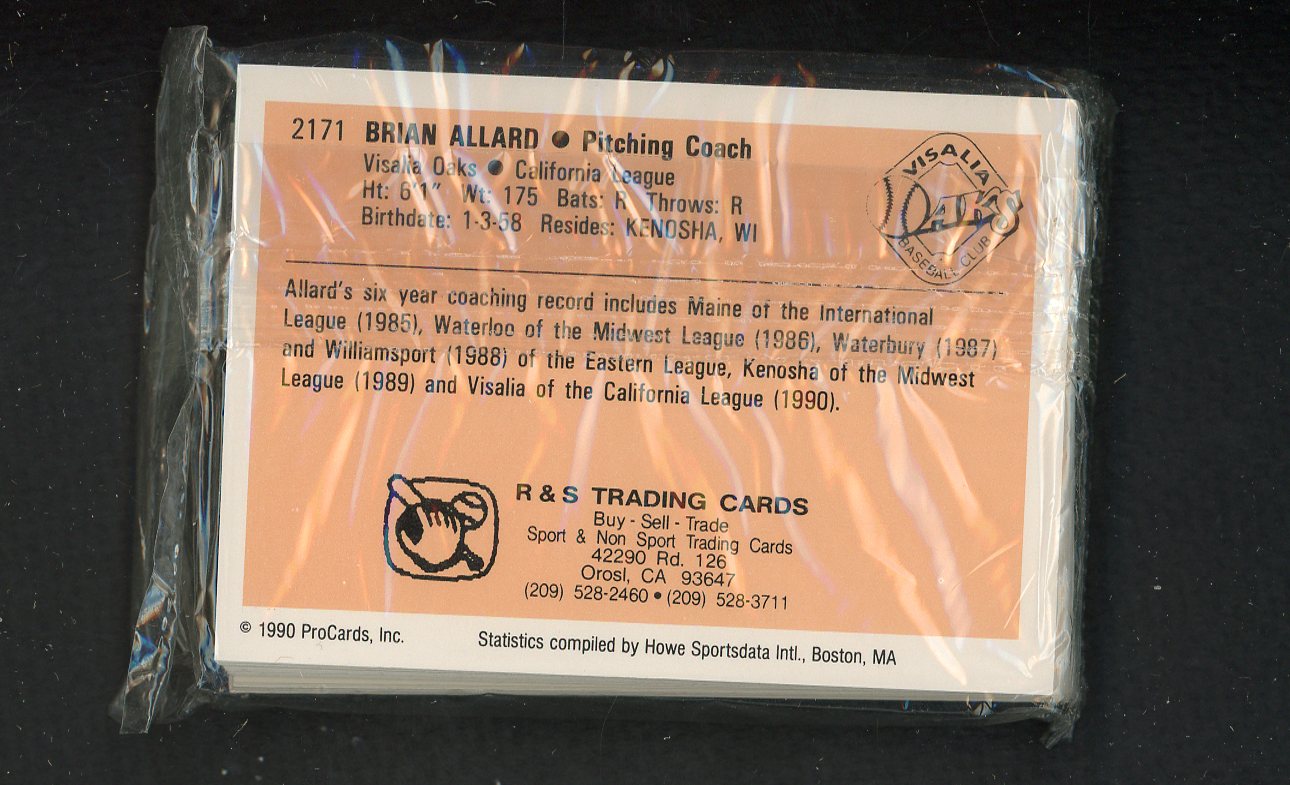 2171 BRIAN ALLARD ● Pitching Coach
Visalia Oaks ● California League
Ht: 6'1" Wt: 175 Bats: R Throws: R
Birthdate: 1-3-58 Resides: KENOSHA, WI
VISALIA
OAKS
BASEBALL CLUB
Allard's six year coaching record includes Maine of the International
League (1985), Waterloo of the Midwest League (1986), Waterbury (1987)
and Williamsport (1988) of the Eastern League, Kenosha of the Midwest
League (1989) and Visalia of the California League (1990).
R & S TRADING CARDS
Buy - Sell - Trade
Sport & Non Sport Trading Cards
42290 Rd. 126
Orosl, CA 93647
(209) 528-2460 • (209) 528-3711
© 1990 ProCards, Inc.
Statistics compiled by Howe Sportsdata Intl., Boston, MA